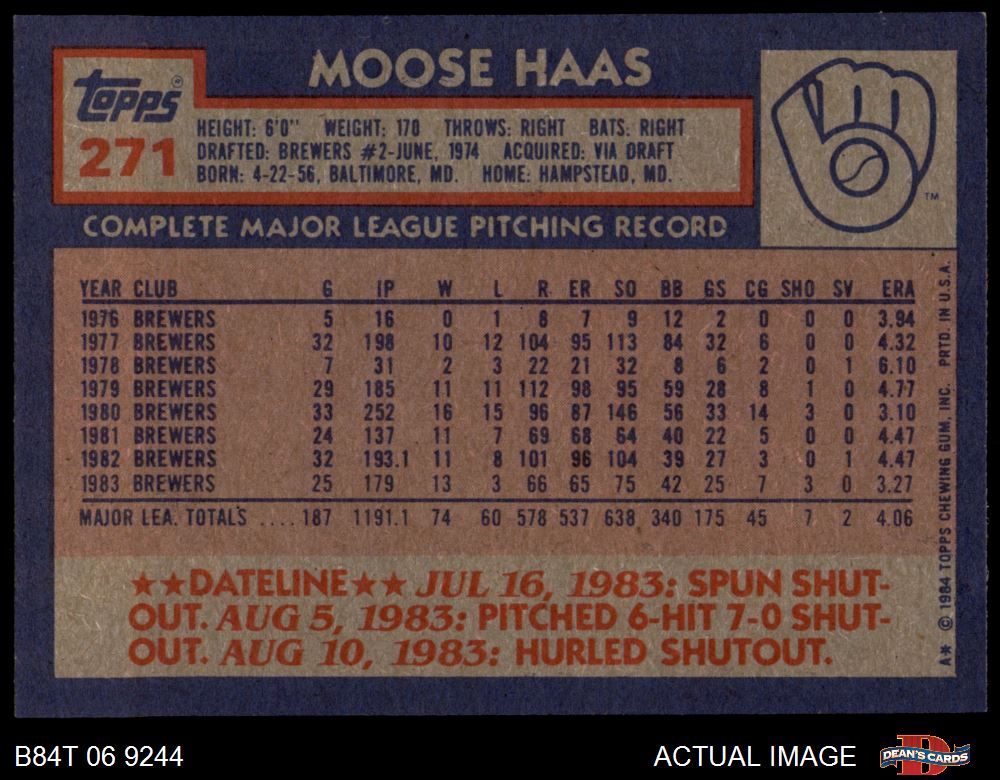 MOOSE HAAS
Topps®
271
HEIGHT: 6'0" WEIGHT: 170 THROWS: RIGHT BATS: RIGHT
DRAFTED: BREWERS #2-JUNE, 1974 ACQUIRED: VIA DRAFT
BORN: 4-22-56, BALTIMORE, MD. HOME: HAMPSTEAD, MD.
TM
COMPLETE MAJOR LEAGUE PITCHING RECORD
YEAR CLUB G IP W L R ER SO BB GS CG SHO SV ERA
1976 BREWERS 5 16 0 1 8 7 9 12 2 0 0 0 3.94
1977 BREWERS 32 198 10 12 104 95 113 84 32 6 0 0 4.32
1978 BREWERS 7 31 2 3 22 21 32 8 6 2 0 1 6.10
1979 BREWERS 29 185 11 11 112 98 95 59 28 8 1 0 4.77
1980 BREWERS 33 252 16 15 96 87 146 56 33 14 3 0 3.10
1981 BREWERS 24 137 11 7 69 68 64 40 22 5 0 0 4.47
1982 BREWERS 32 193.1 11 8 101 96 104 39 27 3 0 1 4.47
1983 BREWERS 25 179 13 3 66 65 75 42 25 7 3 0 3.27
MAJOR LEA. TOTALS .... 187 1191.1 74 60 578 537 638 340 175 45 7 2 4.06
★★DATELINE★★ JUL 16, 1983: SPUN SHUT-
OUT. AUG 5, 1983: PITCHED 6-HIT 7-0 SHUT-
OUT. AUG 10, 1983: HURLED SHUTOUT.
A* © 1984 TOPPS CHEWING GUM, INC. PRTD. IN U.S.A.
B84T 06 9244
ACTUAL IMAGE
DEAN'S CARDS